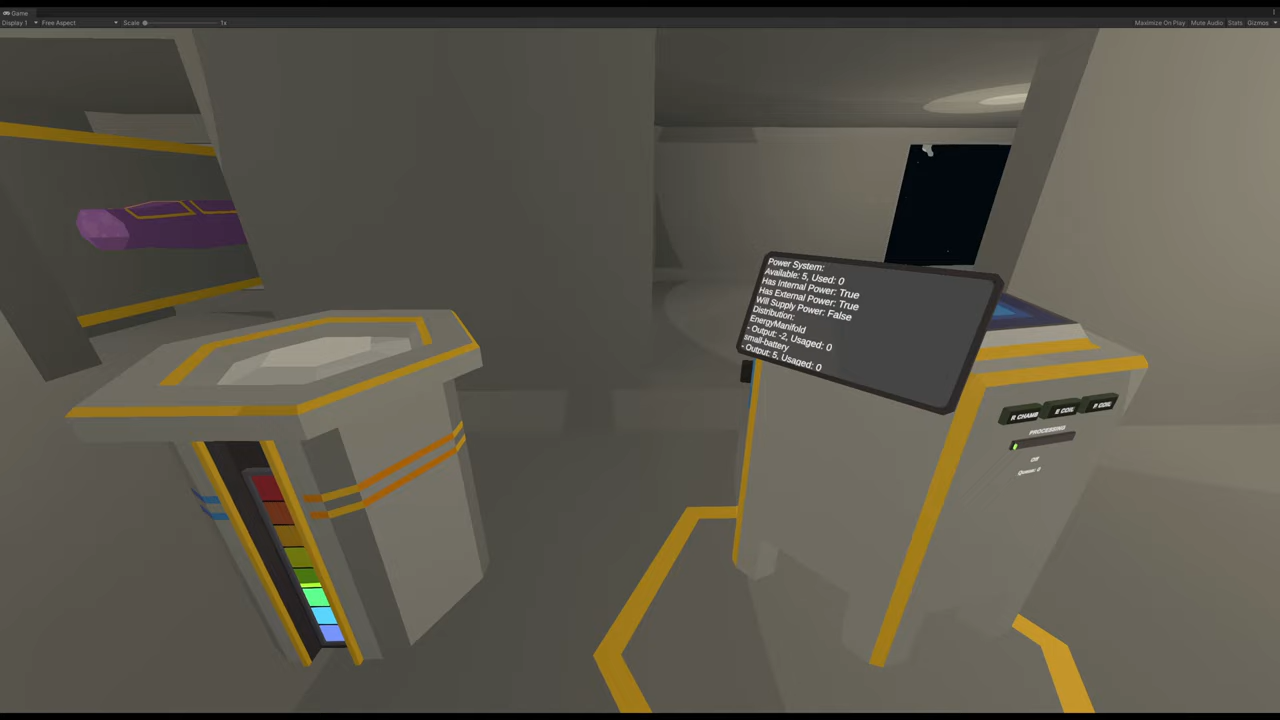 Game
Display 1 Free Aspect Scale 1x Maximize On Play Mute Audio Stats Gizmos
Power System:
Available: 5, Used: 0
Has Internal Power: True
Has External Power: True
Will Supply Power: False
Distribution:
EnergyManifold
- Output: -2, Usaged: 0
small-battery
- Output: 5, Usaged: 0
R CHAMB E COIL P COIL
PROCESSING
Off